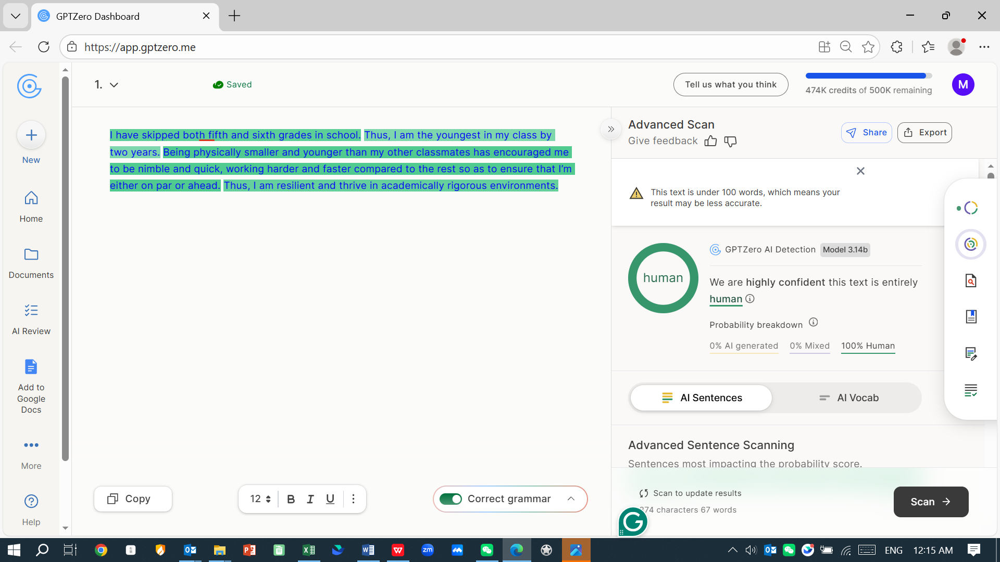 GPTZero Dashboard
https://app.gptzero.me
1.
Saved
Tell us what you think
474K credits of 500K remaining
M
New
Home
Documents
AI Review
Add to
Google
Docs
More
Help
I have skipped both fifth and sixth grades in school. Thus, I am the youngest in my class by
two years. Being physically smaller and younger than my other classmates has encouraged me
to be nimble and quick, working harder and faster compared to the rest so as to ensure that I’m
either on par or ahead. Thus, I am resilient and thrive in academically rigorous environments.
Copy
12
B I U
Correct grammar
Advanced Scan
Give feedback
Share
Export
This text is under 100 words, which means your
result may be less accurate.
human
GPTZero AI Detection Model 3.14b
We are highly confident this text is entirely
human
Probability breakdown
0% AI generated 0% Mixed 100% Human
AI Sentences
AI Vocab
Advanced Sentence Scanning
Sentences most impacting the probability score.
Scan to update results
characters 67 words
Scan
ENG
12:15 AM